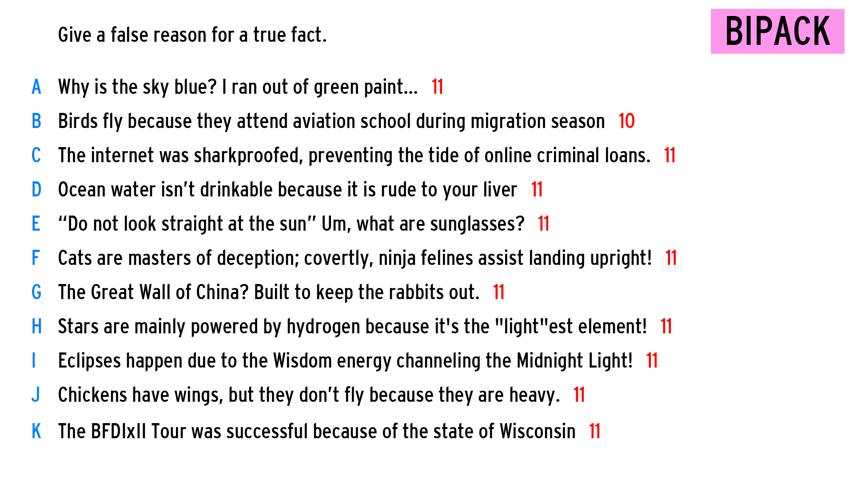 Give a false reason for a true fact.
BIPACK
A Why is the sky blue? I ran out of green paint... 11
B Birds fly because they attend aviation school during migration season 10
C The internet was sharkproofed, preventing the tide of online criminal loans. 11
D Ocean water isn't drinkable because it is rude to your liver 11
E “Do not look straight at the sun” Um, what are sunglasses? 11
F Cats are masters of deception; covertly, ninja felines assist landing upright! 11
G The Great Wall of China? Built to keep the rabbits out. 11
H Stars are mainly powered by hydrogen because it's the "light"est element! 11
I Eclipses happen due to the Wisdom energy channeling the Midnight Light! 11
J Chickens have wings, but they don't fly because they are heavy. 11
K The BFDIxII Tour was successful because of the state of Wisconsin 11